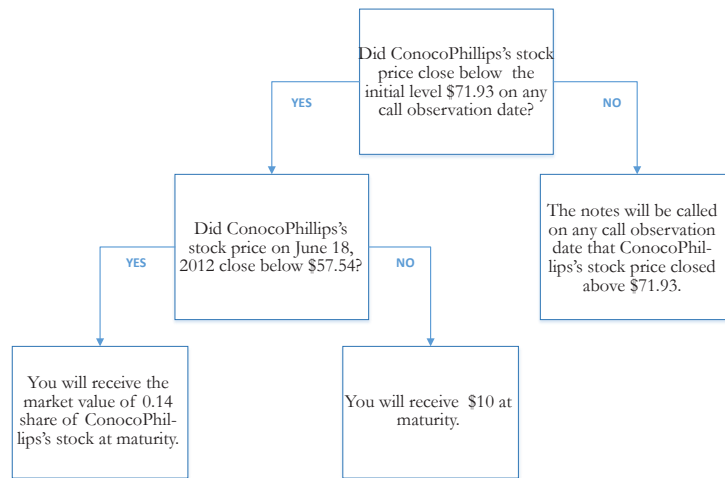 Did ConocoPhillips's stock
price close below the
initial level $71.93 on any
call observation date?
YES
NO
Did ConocoPhillips's
stock price on June 18,
2012 close below $57.54?
The notes will be called
on any call observation
date that ConocoPhil-
lips's stock price closed
above $71.93.
YES
NO
You will receive the
market value of 0.14
share of ConocoPhil-
lips's stock at maturity.
You will receive $10 at
maturity.